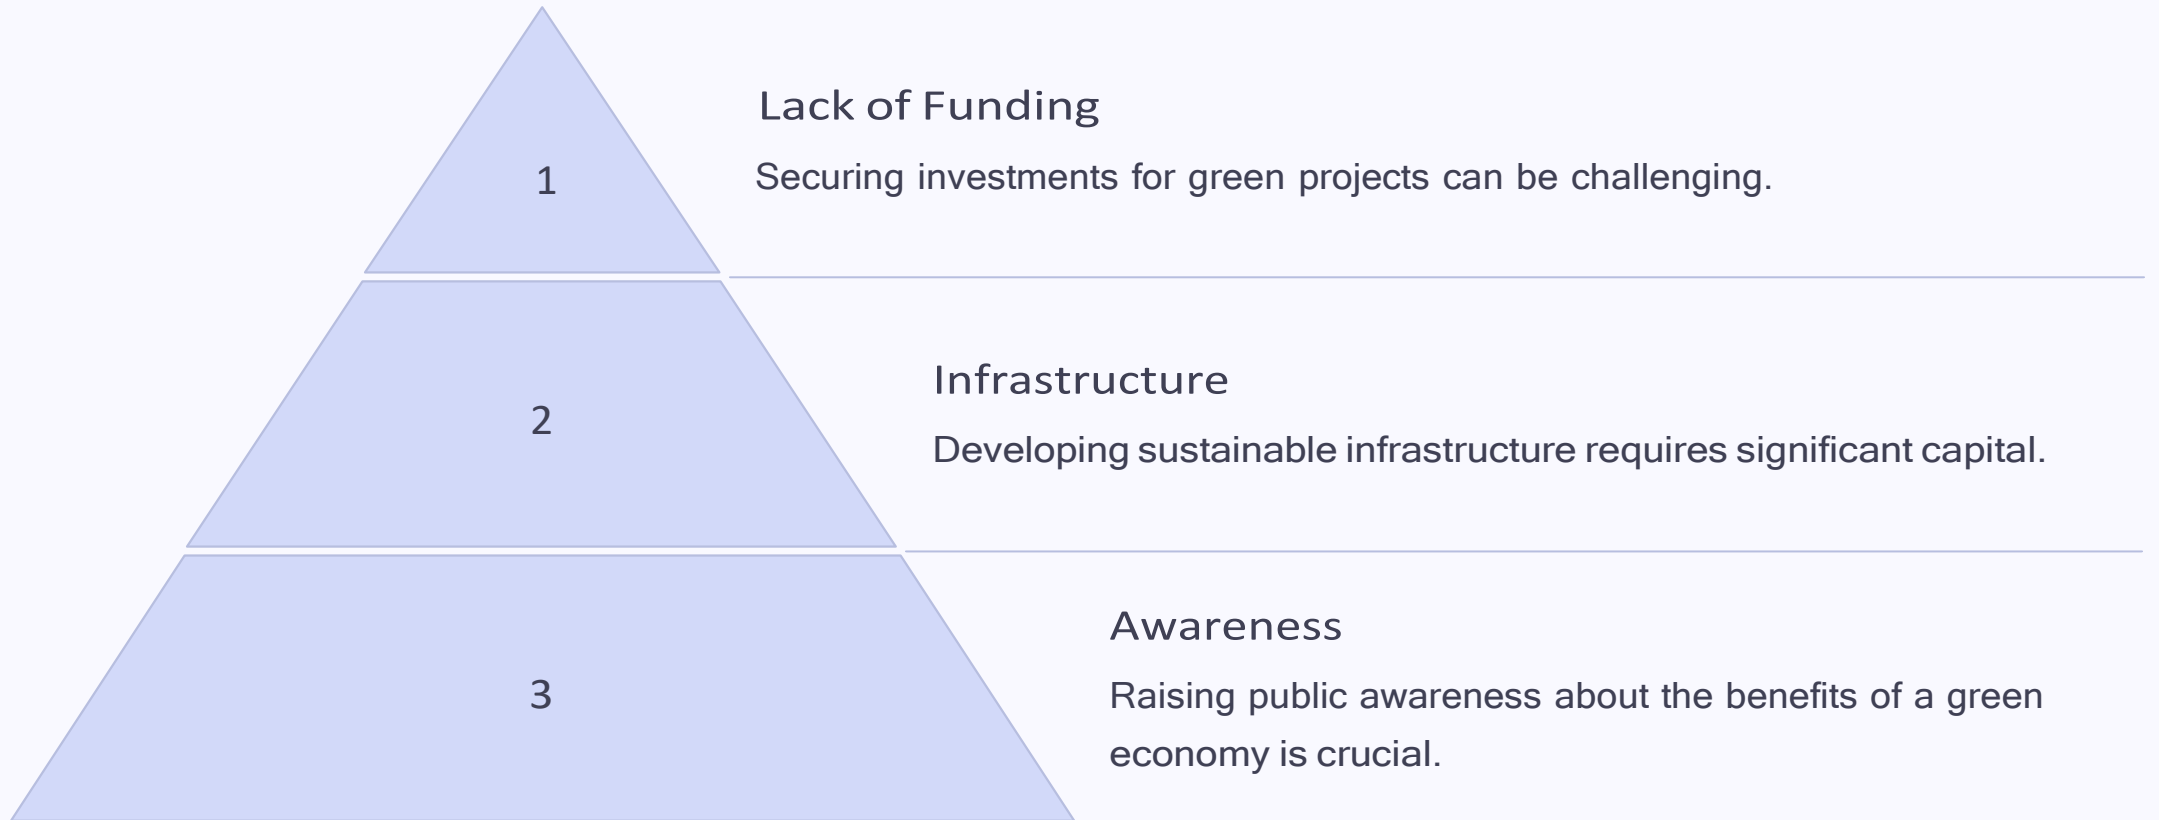 1
Lack of Funding
Securing investments for green projects can be challenging.
2
Infrastructure
Developing sustainable infrastructure requires significant capital.
3
Awareness
Raising public awareness about the benefits of a green
economy is crucial.